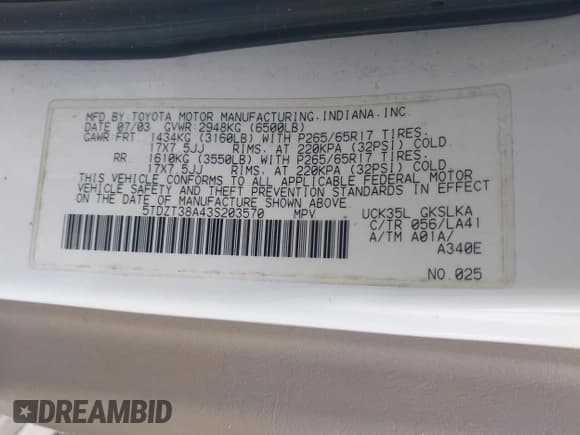 MFD.BY:TOYOTA MOTOR MANUFACTURING,INDIANA,INC.
DATE 07/03 GVWR:2948KG (6500LB)
GAWR:FRT 1434KG (3160LB) WITH P265/65R17 TIRES.
17X7.5JJ RIMS. AT 220KPA (32PSI) COLD.
RR 1610KG (3550LB) WITH P265/65R17 TIRES.
17X7.5JJ RIMS. AT 220KPA (32PSI) COLD
THIS VEHICLE CONFORMS TO ALL APPLICABLE FEDERAL MOTOR
VEHICLE SAFETY AND THEFT PREVENTION STANDARDS IN EFFECT
ON THE DATE OF MANUFACTURE SHOWN ABOVE.
5TDZT38A43S203570 MPV UCK35L GKSLKA
C/TR 056/LA41
A/TM A01A/
A340E
NO.025
DREAMBID